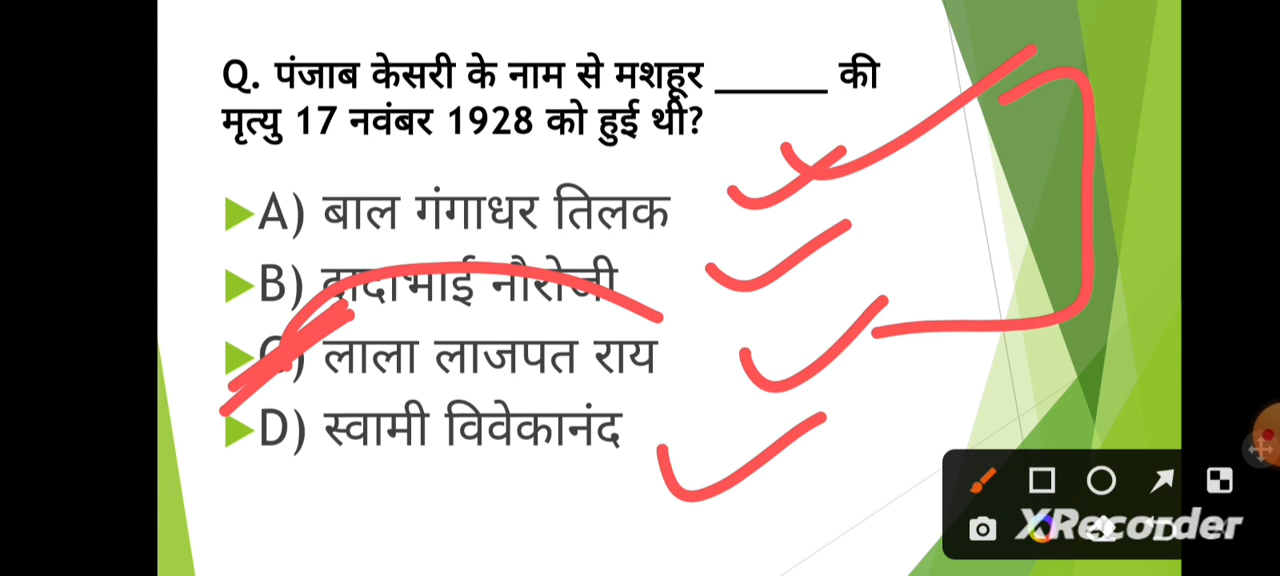 Q. पंजाब केसरी के नाम से मशहूर ______ की
मृत्यु 17 नवंबर 1928 को हुई थी?
A) बाल गंगाधर तिलक
B) दादाभाई नौरोजी
C) लाला लाजपत राय
D) स्वामी विवेकानंद
XRecorder